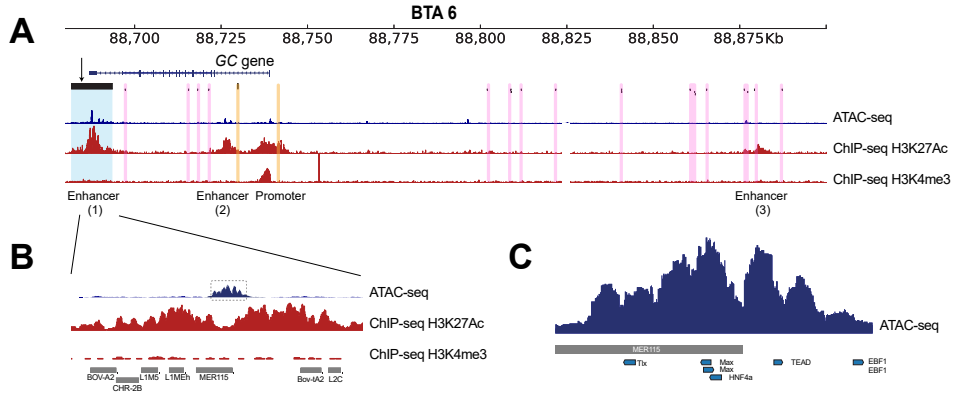 BTA 6
A
88,700 88,725 88,750 88,775 88,800 88,825 88,850 88,875Kb
GC gene
ATAC-seq
ChIP-seq H3K27Ac
ChIP-seq H3K4me3
Enhancer (1)
Enhancer (2)
Promoter
Enhancer (3)
B
ATAC-seq
ChIP-seq H3K27Ac
ChIP-seq H3K4me3
BOV-A2
CHR-2B
L1M5
L1MEh
MER115
Bov-tA2
L2C
C
ATAC-seq
MER115
Tlx
Max
Max
HNF4a
TEAD
EBF1
EBF1